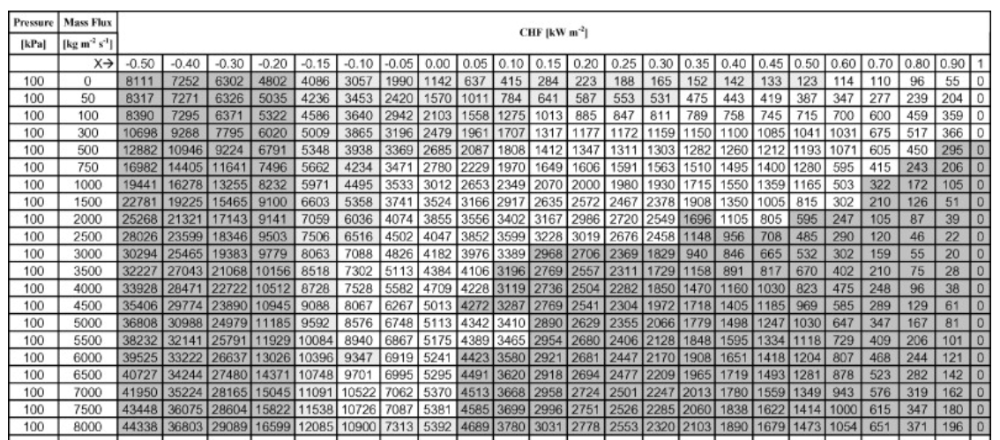 Pressure Mass Flux CHF [kW m⁻²]
[kPa] [kg m⁻² s⁻¹]
X→ -0.50 -0.40 -0.30 -0.20 -0.15 -0.10 -0.05 0.00 0.05 0.10 0.15 0.20 0.25 0.30 0.35 0.40 0.45 0.50 0.60 0.70 0.80 0.90 1
100 0 8111 7252 6302 4802 4086 3057 1990 1142 637 415 284 223 188 165 152 142 133 123 114 110 96 55 0
100 50 8317 7271 6326 5035 4236 3453 2420 1570 1011 784 641 587 553 531 475 443 419 387 347 277 239 204 0
100 100 8390 7295 6371 5322 4586 3640 2942 2103 1558 1275 1013 885 847 811 789 758 745 715 700 600 459 359 0
100 300 10698 9288 7795 6020 5009 3865 3196 2479 1961 1707 1317 1177 1172 1159 1150 1100 1085 1041 1031 675 517 366 0
100 500 12882 10946 9224 6791 5348 3938 3369 2685 2087 1808 1412 1347 1311 1303 1282 1260 1212 1193 1071 605 450 295 0
100 750 16982 14405 11641 7496 5662 4234 3471 2780 2229 1970 1649 1606 1591 1563 1510 1495 1400 1280 595 415 243 206 0
100 1000 19441 16278 13255 8232 5971 4495 3533 3012 2653 2349 2070 2000 1980 1930 1715 1550 1359 1165 503 322 172 105 0
100 1500 22781 19225 15465 9100 6603 5358 3741 3524 3166 2917 2635 2572 2467 2378 1908 1350 1005 815 302 210 126 51 0
100 2000 25268 21321 17143 9141 7059 6036 4074 3855 3556 3402 3167 2986 2720 2549 1696 1105 805 595 247 105 87 39 0
100 2500 28026 23599 18346 9503 7506 6516 4502 4047 3852 3599 3228 3019 2676 2458 1148 956 708 485 290 120 46 22 0
100 3000 30294 25465 19383 9779 8063 7088 4826 4182 3976 3389 2968 2706 2369 1829 940 846 665 532 302 159 55 20 0
100 3500 32227 27043 21068 10156 8518 7302 5113 4384 4106 3196 2769 2557 2311 1729 1158 891 817 670 402 210 75 28 0
100 4000 33928 28471 22722 10512 8728 7528 5582 4709 4228 3119 2736 2504 2282 1850 1470 1160 1030 823 475 248 96 38 0
100 4500 35406 29774 23890 10945 9088 8067 6267 5013 4272 3287 2769 2541 2304 1972 1718 1405 1185 969 585 289 129 61 0
100 5000 36808 30988 24979 11185 9592 8576 6748 5113 4342 3410 2890 2629 2355 2066 1779 1498 1247 1030 647 347 167 81 0
100 5500 38232 32141 25791 11929 10084 8940 6867 5175 4389 3465 2954 2680 2406 2128 1848 1595 1334 1118 729 409 206 101 0
100 6000 39525 33222 26637 13026 10396 9347 6919 5241 4423 3580 2921 2681 2447 2170 1908 1651 1418 1204 807 468 244 121 0
100 6500 40727 34244 27480 14371 10748 9701 6995 5295 4491 3620 2918 2694 2477 2209 1965 1719 1493 1281 878 523 282 142 0
100 7000 41950 35224 28165 15045 11091 10522 7062 5370 4513 3668 2958 2724 2501 2247 2013 1780 1559 1349 943 576 319 162 0
100 7500 43448 36075 28604 15822 11538 10726 7087 5381 4585 3699 2996 2751 2526 2285 2060 1838 1622 1414 1000 615 347 180 0
100 8000 44338 36803 29089 16599 12085 10900 7313 5392 4689 3780 3031 2778 2553 2320 2103 1890 1679 1473 1054 651 371 196 0